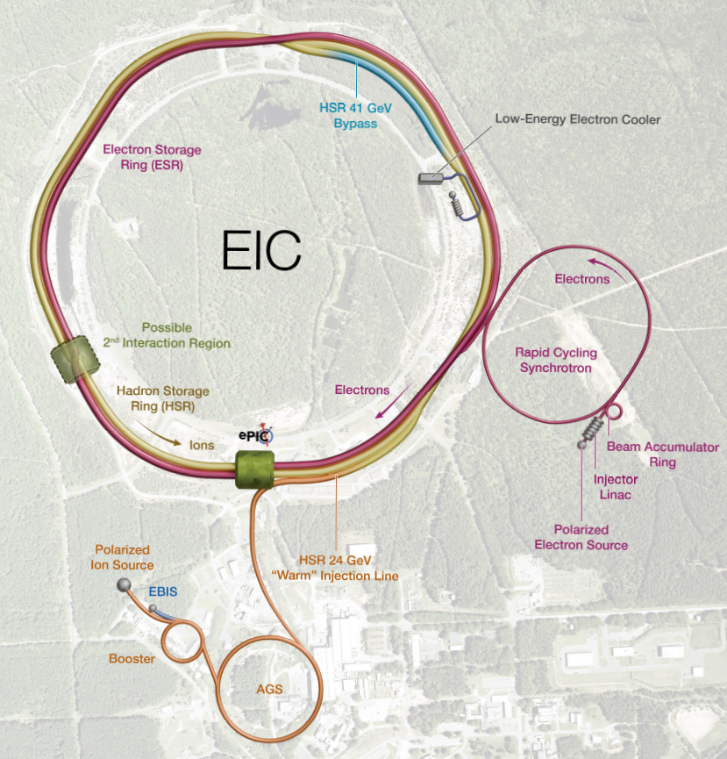 HSR 41 GeV
Bypass
Low-Energy Electron Cooler
Electron Storage
Ring (ESR)
EIC
Electrons
Possible
2nd Interaction Region
Rapid Cycling
Synchrotron
Hadron Storage
Ring (HSR)
Electrons
Ions
ePIC
Beam Accumulator
Ring
Injector
Linac
Polarized
Electron Source
Polarized
Ion Source
HSR 24 GeV
“Warm” Injection Line
EBIS
Booster
AGS